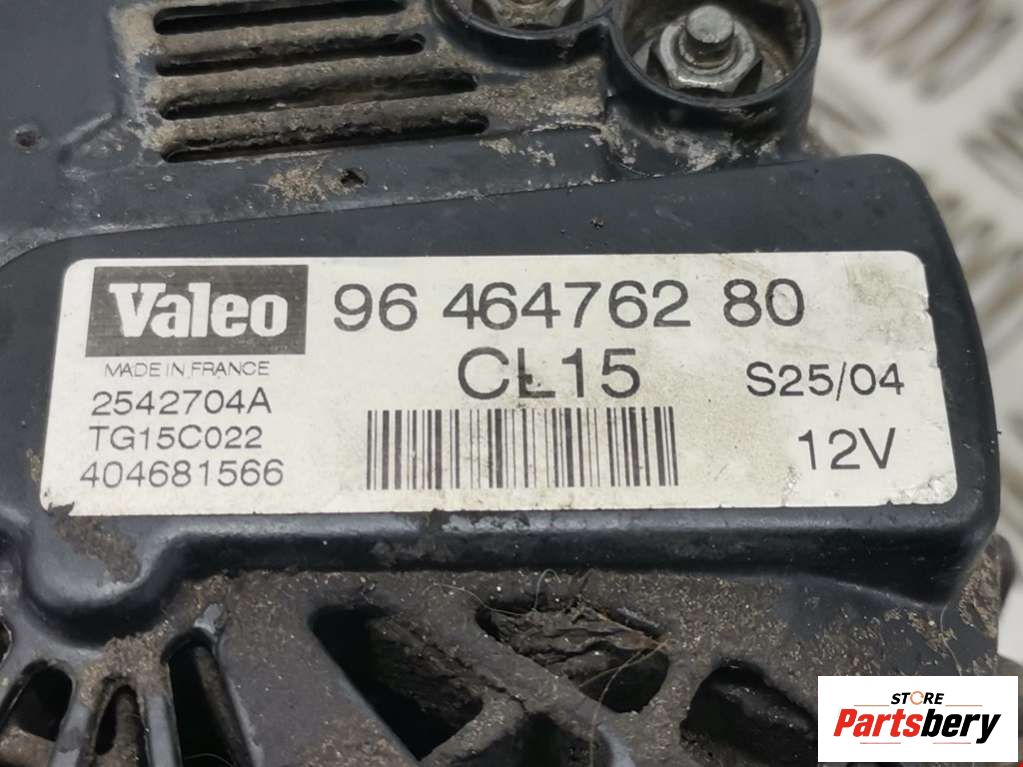 Valeo 96 464762 80
MADE IN FRANCE CL15 S25/04
2542704A
TG15C022 12V
404681566
STORE
Partsbery